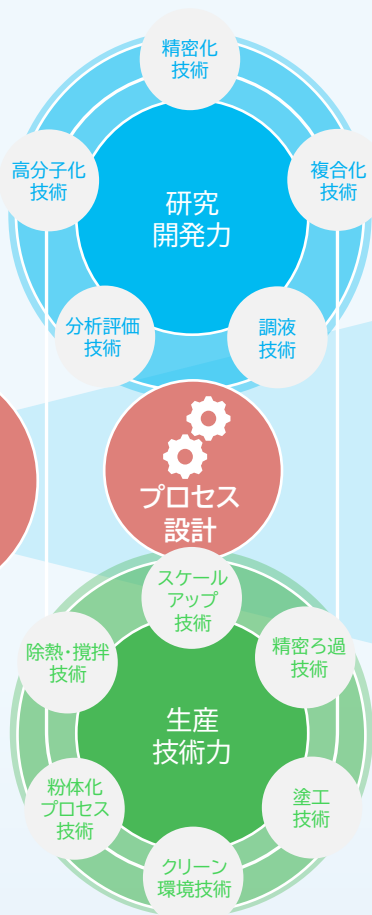 精密化
技術
高分子化
技術
複合化
技術
研究
開発力
分析評価
技術
調液
技術
プロセス
設計
スケール
アップ
技術
除熱・撹拌
技術
精密ろ過
技術
生産
技術力
粉体化
プロセス
技術
塗工
技術
クリーン
環境技術